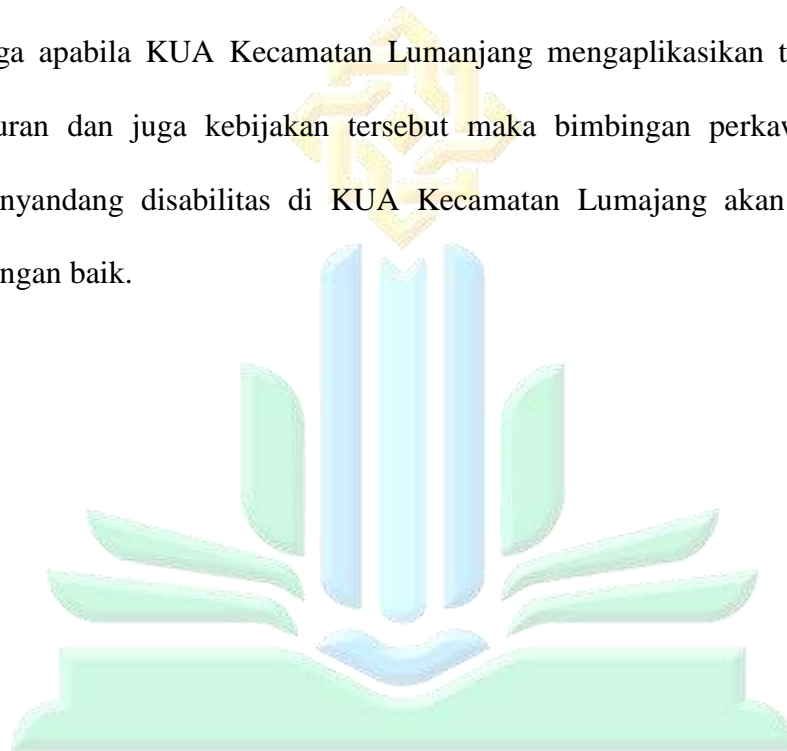 ga apabila KUA Kecamatan Lumanjang mengaplikasikan t
uran dan juga kebijakan tersebut maka bimbingan perkaw
nyandang disabilitas di KUA Kecamatan Lumajang akan
ngan baik.